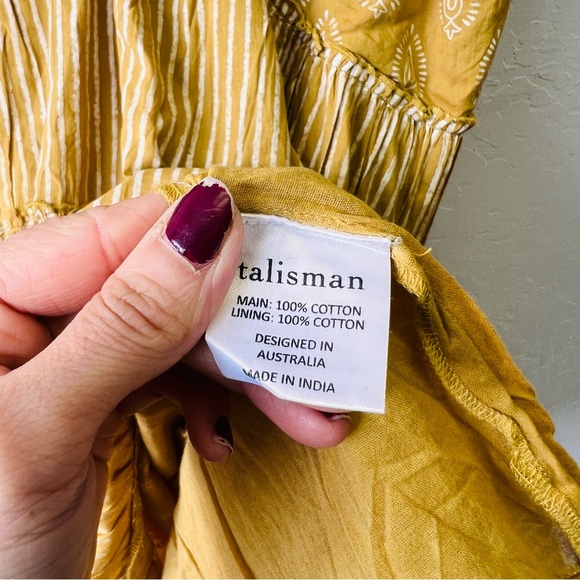 talisman
MAIN: 100% COTTON
LINING: 100% COTTON
DESIGNED IN
AUSTRALIA
MADE IN INDIA